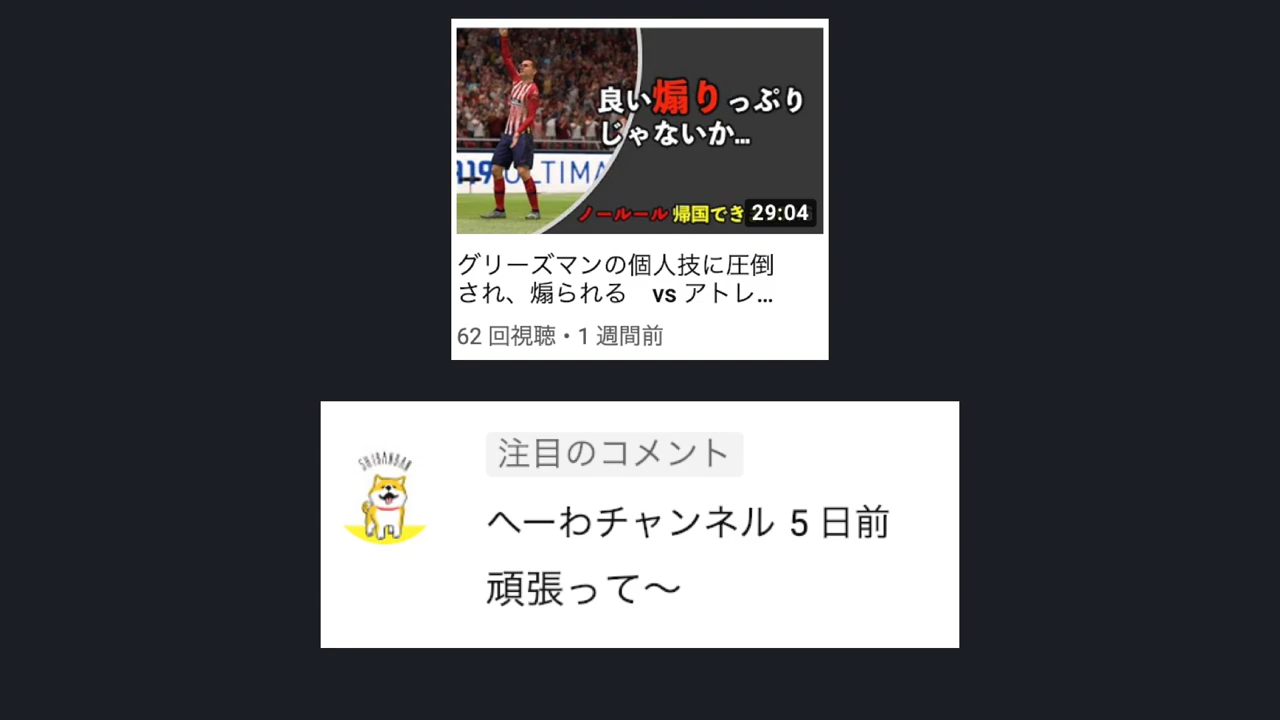 良い煽りっぷり
じゃないか...
ULTIMA
ノールール 帰国でき
29:04
グリーズマンの個人技に圧倒
され、煽られる vs アトレ...
62 回視聴・1 週間前
SHIBANBAN
注目のコメント
へーわチャンネル 5 日前
頑張って〜